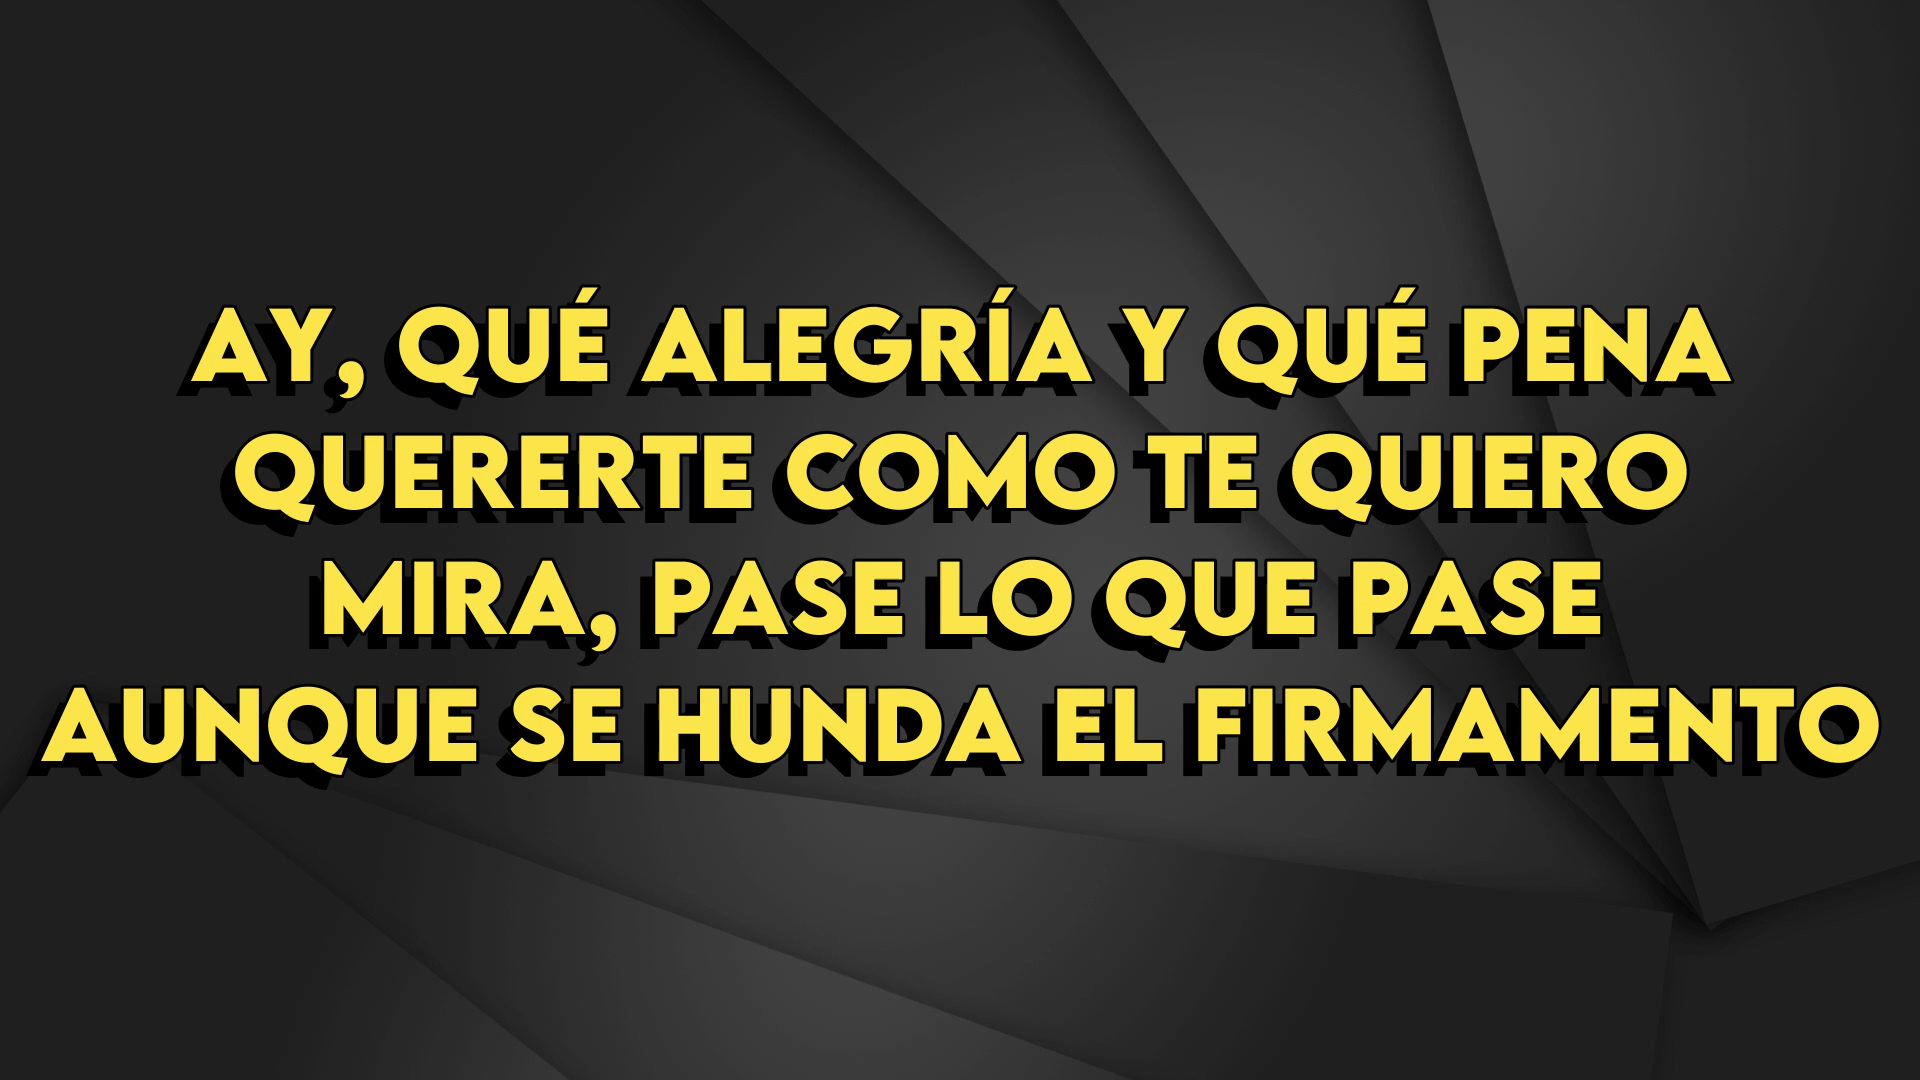 AY, QUÉ ALEGRÍA Y QUÉ PENA
QUERERTE COMO TE QUIERO
MIRA, PASE LO QUE PASE
AUNQUE SE HUNDA EL FIRMAMENTO